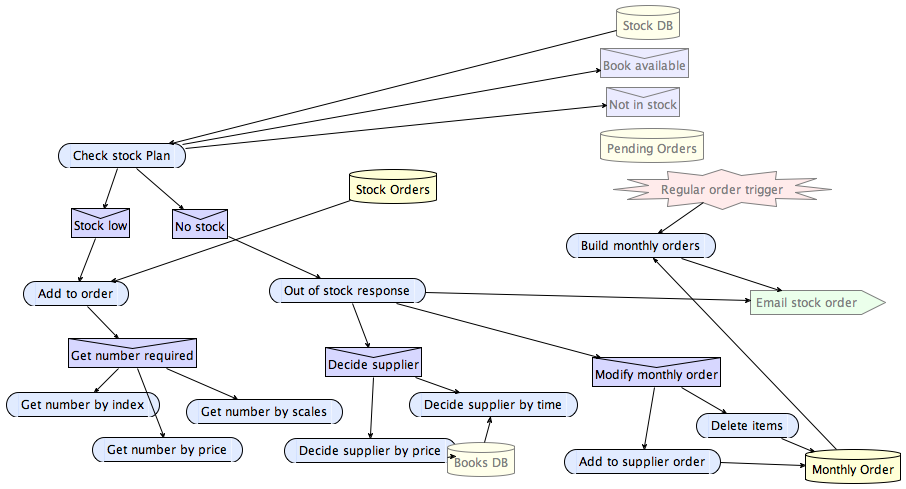 Stock DB
Book available
Not in stock
Pending Orders
Check stock Plan
Stock Orders
Regular order trigger
Stock low
No stock
Build monthly orders
Add to order
Out of stock response
Email stock order
Get number required
Decide supplier
Modify monthly order
Get number by index
Get number by scales
Decide supplier by time
Delete items
Get number by price
Decide supplier by price
Books DB
Add to supplier order
Monthly Order